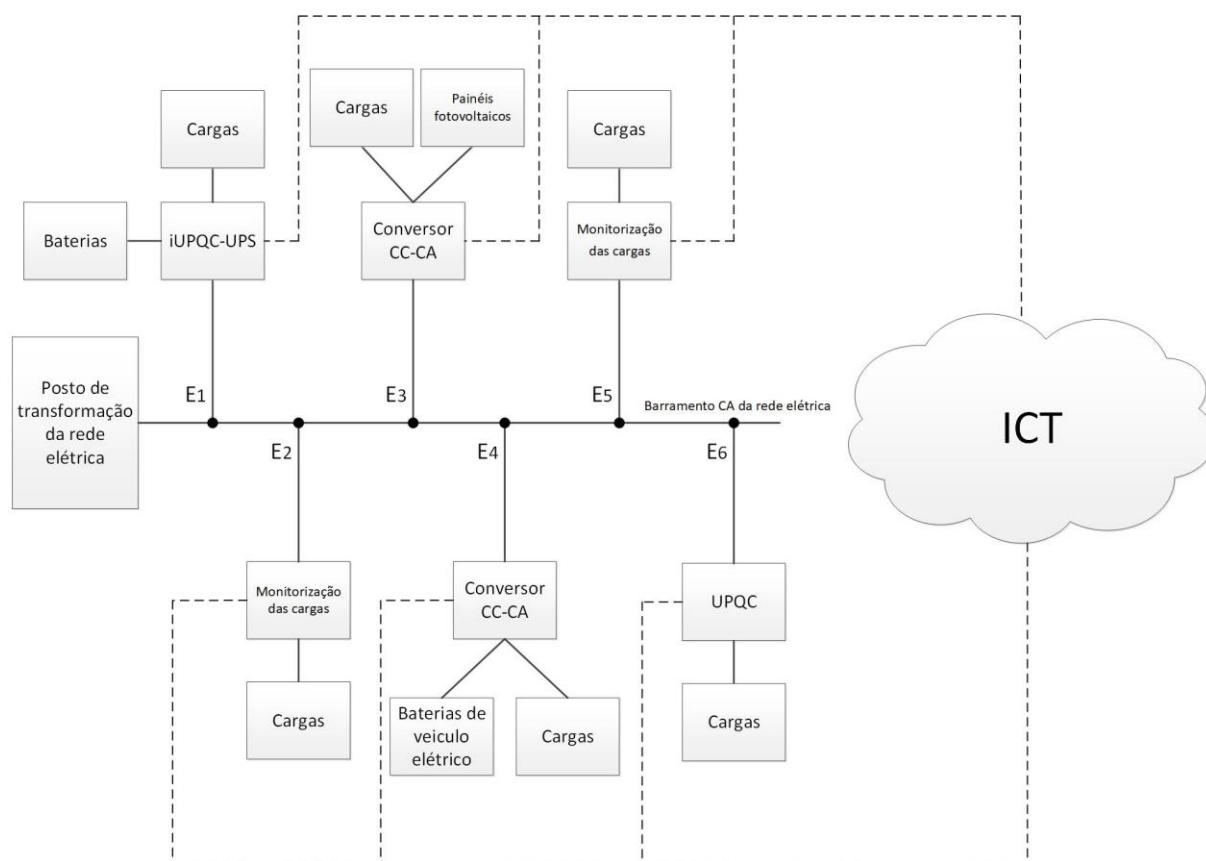 Cargas
Cargas
Painéis
fotovoltaicos
Cargas
Baterias
iUPQC-UPS
Conversor
CC-CA
Monitorização
das cargas
Posto de
transformação
da rede
elétrica
E1
E3
E5
Barramento CA da rede elétrica
ICT
E2
E4
E6
Monitorização
das cargas
Conversor
CC-CA
UPQC
Cargas
Baterias de
veiculo
elétrico
Cargas
Cargas